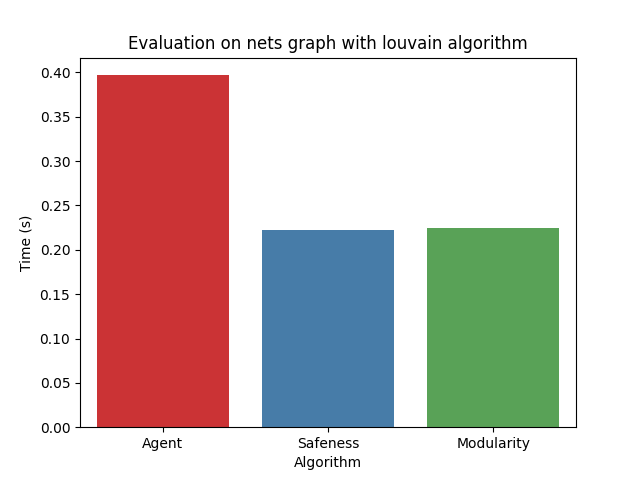 Evaluation on nets graph with louvain algorithm
Time (s)
0.40
0.35
0.30
0.25
0.20
0.15
0.10
0.05
0.00
Agent
Safeness
Modularity
Algorithm